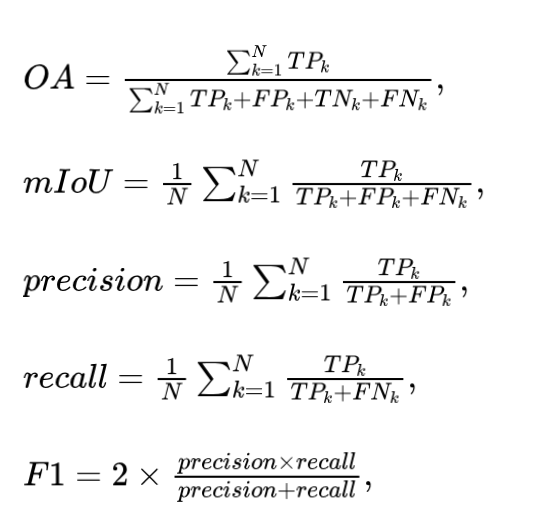 OA = \frac{\sum_{k=1}^{N} TP_k}{\sum_{k=1}^{N} TP_k+FP_k+TN_k+FN_k},
mIoU = \frac{1}{N} \sum_{k=1}^{N} \frac{TP_k}{TP_k+FP_k+FN_k},
precision = \frac{1}{N} \sum_{k=1}^{N} \frac{TP_k}{TP_k+FP_k},
recall = \frac{1}{N} \sum_{k=1}^{N} \frac{TP_k}{TP_k+FN_k},
F1 = 2 × \frac{precision×recall}{precision+recall},